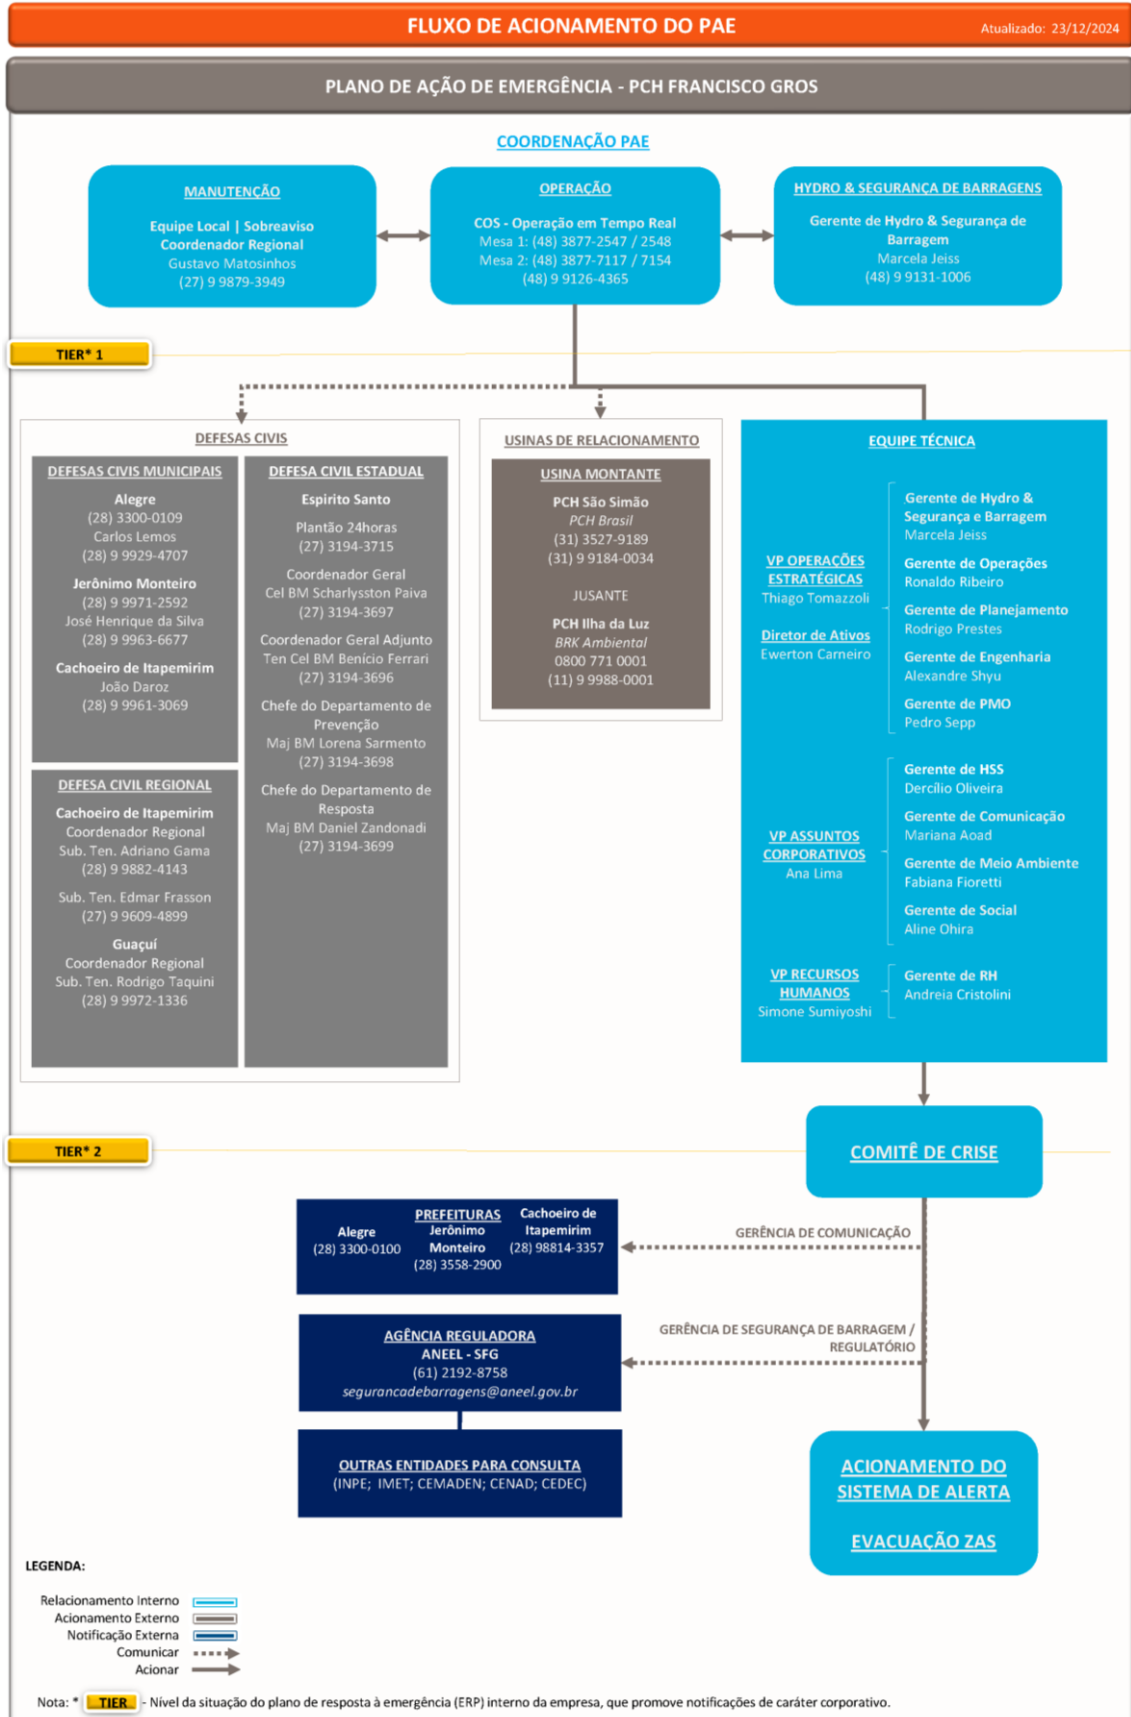 FLUXO DE ACIONAMENTO DO PAE
Atualizado: 23/12/2024
PLANO DE AÇÃO DE EMERGÊNCIA - PCH FRANCISCO GROS
COORDENAÇÃO PAE
MANUTENÇÃO
Equipe Local | Sobreaviso
Coordenador Regional
Gustavo Matosinhos
(27) 9 9879-3949
OPERAÇÃO
COS - Operação em Tempo Real
Mesa 1: (48) 3877-2547 / 2548
Mesa 2: (48) 3877-7117 / 7154
(48) 9 9126-4365
HYDRO & SEGURANÇA DE BARRAGENS
Gerente de Hydro & Segurança de
Barragem
Marcela Jeiss
(48) 9 9131-1006
TIER* 1
DEFESAS CIVIS
DEFESAS CIVIS MUNICIPAIS
Alegre
(28) 3300-0109
Carlos Lemos
(28) 9 9929-4707
Jerônimo Monteiro
(28) 9 9971-2592
José Henrique da Silva
(28) 9 9963-6677
Cachoeiro de Itapemirim
João Daroz
(28) 9 9961-3069
DEFESA CIVIL REGIONAL
Cachoeiro de Itapemirim
Coordenador Regional
Sub. Ten. Adriano Gama
(28) 9 9882-4143
Sub. Ten. Edmar Frasson
(27) 9 9609-4899
Guaçuí
Coordenador Regional
Sub. Ten. Rodrigo Taquini
(28) 9 9972-1336
DEFESA CIVIL ESTADUAL
Espirito Santo
Plantão 24horas
(27) 3194-3715
Coordenador Geral
Cel BM Scharlysston Paiva
(27) 3194-3697
Coordenador Geral Adjunto
Ten Cel BM Benício Ferrari
(27) 3194-3696
Chefe do Departamento de
Prevenção
Maj BM Lorena Sarmento
(27) 3194-3698
Chefe do Departamento de
Resposta
Maj BM Daniel Zandonadi
(27) 3194-3699
USINAS DE RELACIONAMENTO
USINA MONTANTE
PCH São Simão
PCH Brasil
(31) 3527-9189
(31) 9 9184-0034
JUSANTE
PCH Ilha da Luz
BRK Ambiental
0800 771 0001
(11) 9 9988-0001
EQUIPE TÉCNICA
VP OPERAÇÕES
ESTRATÉGICAS
Thiago Tomazzoli
Diretor de Ativos
Ewerton Carneiro
Gerente de Hydro &
Segurança e Barragem
Marcela Jeiss
Gerente de Operações
Ronaldo Ribeiro
Gerente de Planejamento
Rodrigo Prestes
Gerente de Engenharia
Alexandre Shyu
Gerente de PMO
Pedro Sepp
VP ASSUNTOS
CORPORATIVOS
Ana Lima
Gerente de HSS
Dercílio Oliveira
Gerente de Comunicação
Mariana Aoad
Gerente de Meio Ambiente
Fabiana Fioretti
Gerente de Social
Aline Ohira
VP RECURSOS
HUMANOS
Simone Sumiyoshi
Gerente de RH
Andreia Cristolini
TIER* 2
COMITÊ DE CRISE
PREFEITURAS
Alegre
(28) 3300-0100
Jerônimo
Monteiro
(28) 3558-2900
Cachoeiro de
Itapemirim
(28) 98814-3357
GERÊNCIA DE COMUNICAÇÃO
AGÊNCIA REGULADORA
ANEEL - SFG
(61) 2192-8758
segurancadebarragens@aneel.gov.br
GERÊNCIA DE SEGURANÇA DE BARRAGEM /
REGULATÓRIO
OUTRAS ENTIDADES PARA CONSULTA
(INPE; IMET; CEMADEN; CENAD; CEDEC)
ACIONAMENTO DO
SISTEMA DE ALERTA
EVACUAÇÃO ZAS
LEGENDA:
Relacionamento Interno
Acionamento Externo
Notificação Externa
Comunicar
Acionar
Nota: * TIER - Nível da situação do plano de resposta à emergência (ERP) interno da empresa, que promove notificações de caráter corporativo.